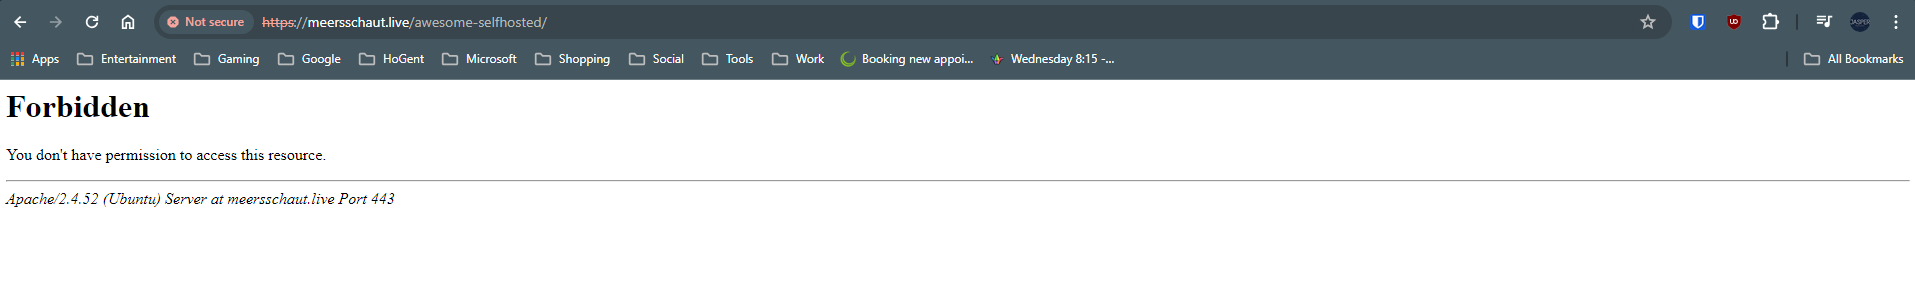 Not secure https://meersschaut.live/awesome-selfhosted/
Apps Entertainment Gaming Google HoGent Microsoft Shopping Social Tools Work Booking new appoi... Wednesday 8:15 -... All Bookmarks
Forbidden
You don't have permission to access this resource.
Apache/2.4.52 (Ubuntu) Server at meersschaut.live Port 443